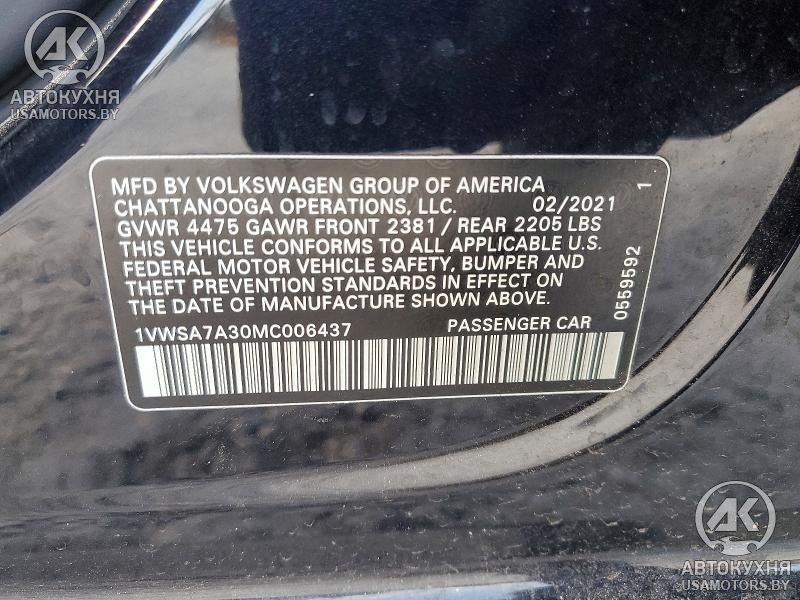 AK
АВТОКУХНЯ
USAMOTORS.BY
MFD BY VOLKSWAGEN GROUP OF AMERICA
CHATTANOOGA OPERATIONS, LLC. 02/2021
GVWR 4475 GAWR FRONT 2381 / REAR 2205 LBS
THIS VEHICLE CONFORMS TO ALL APPLICABLE U.S.
FEDERAL MOTOR VEHICLE SAFETY, BUMPER AND
THEFT PREVENTION STANDARDS IN EFFECT ON
THE DATE OF MANUFACTURE SHOWN ABOVE.
1VWSA7A30MC006437 PASSENGER CAR
1
0559592
AK
АВТОКУХНЯ
USAMOTORS.BY